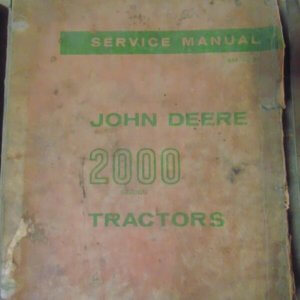 SERVICE MANUAL
JOHN DEERE
2000
TRACTORS